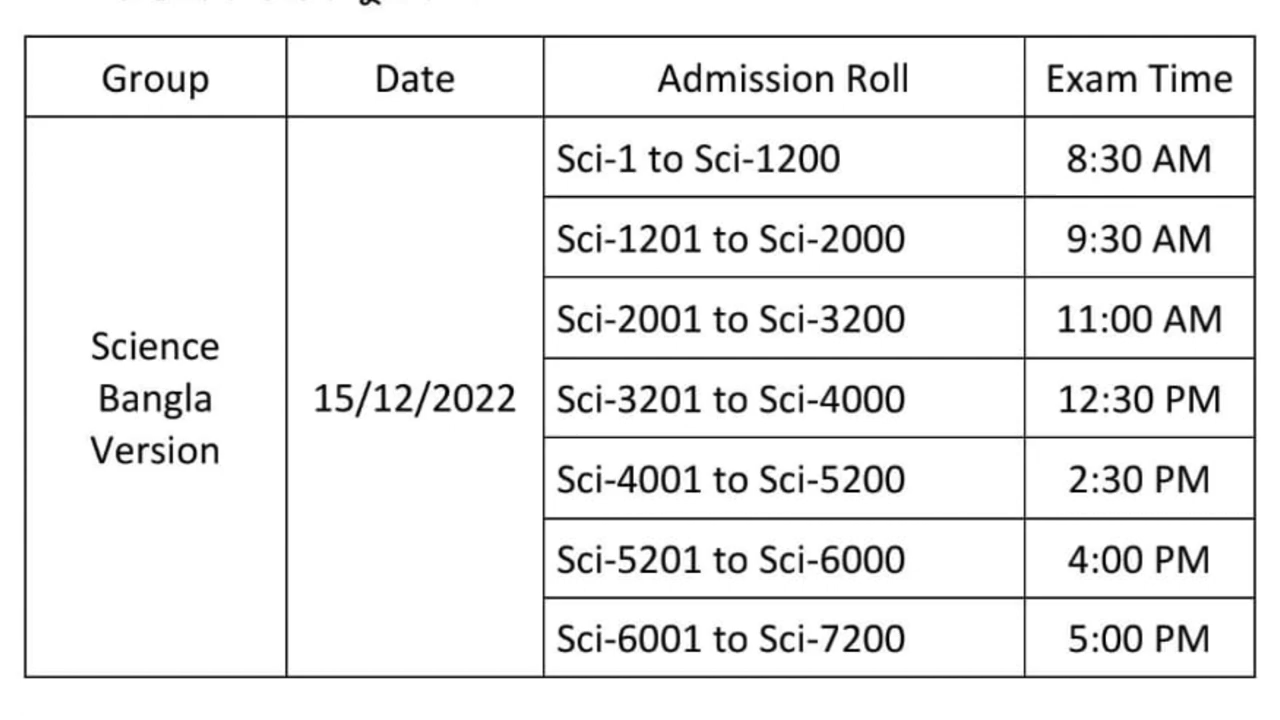 Group Date Admission Roll Exam Time
Sci-1 to Sci-1200 8:30 AM
Sci-1201 to Sci-2000 9:30 AM
Sci-2001 to Sci-3200 11:00 AM
Science
Bangla
Version
15/12/2022
Sci-3201 to Sci-4000 12:30 PM
Sci-4001 to Sci-5200 2:30 PM
Sci-5201 to Sci-6000 4:00 PM
Sci-6001 to Sci-7200 5:00 PM